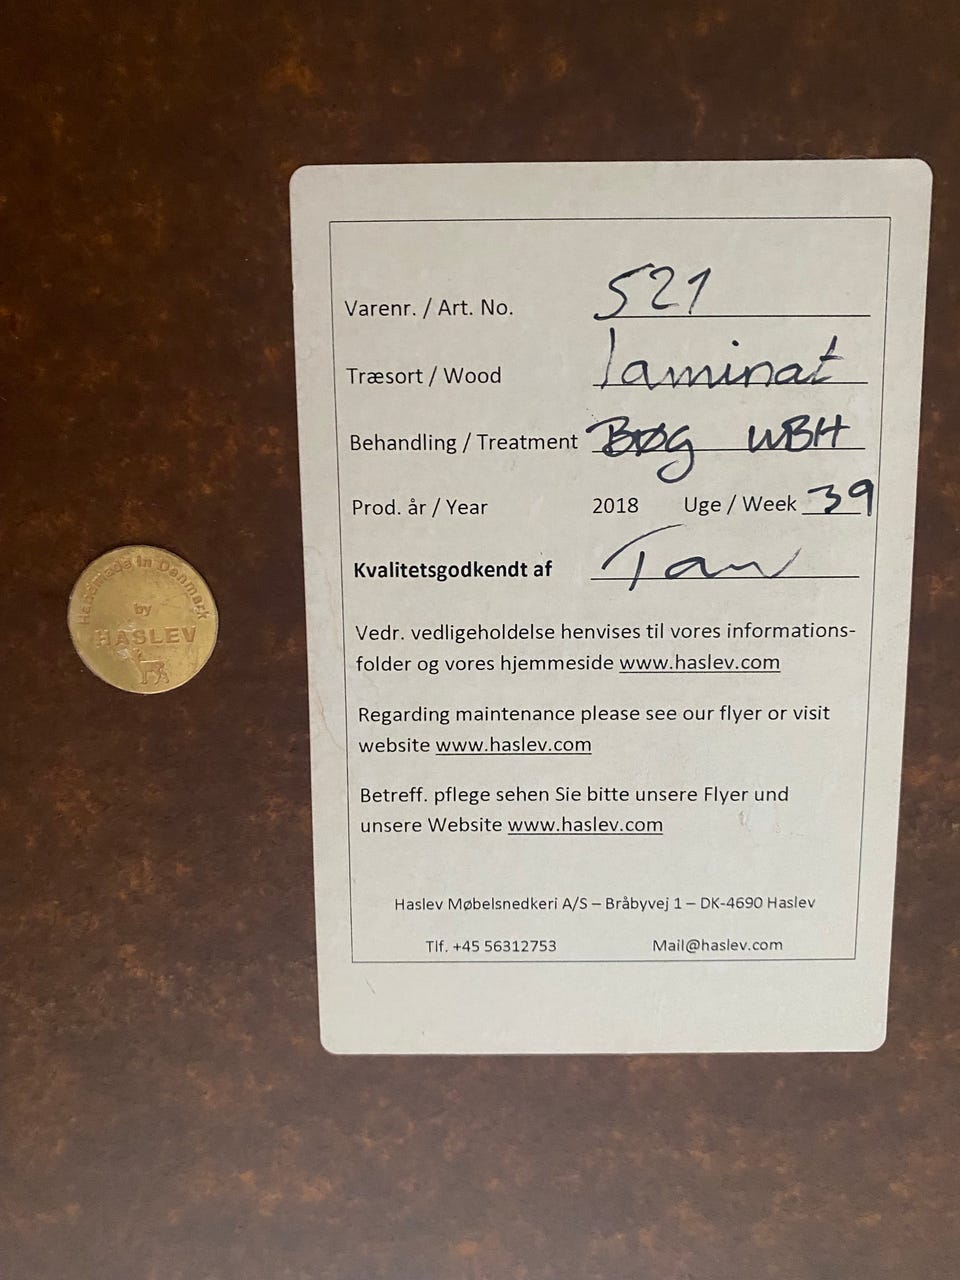 Handmade in Denmark
by
HASLEV
Varenr. / Art. No. 521
Træsort / Wood laminat
Behandling / Treatment Bøg WBH
Prod. år / Year 2018 Uge / Week 39
Kvalitetsgodkendt af
Vedr. vedligeholdelse henvises til vores informations-
folder og vores hjemmeside www.haslev.com
Regarding maintenance please see our flyer or visit
website www.haslev.com
Betreff. pflege sehen Sie bitte unsere Flyer und
unsere Website www.haslev.com
Haslev Møbelsnedkeri A/S – Bråbyvej 1 – DK-4690 Haslev
Tlf. +45 56312753 Mail@haslev.com